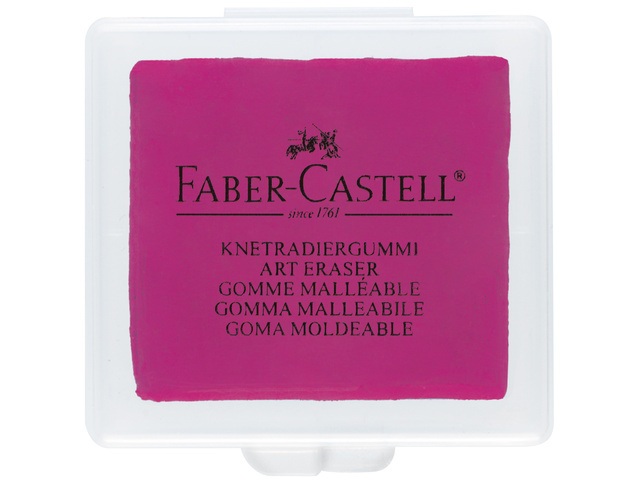 FABER-CASTELL®
since 1761
KNETRADIERGUMMI
ART ERASER
GOMME MALLÉABLE
GOMMA MALLEABILE
GOMA MOLDEABLE